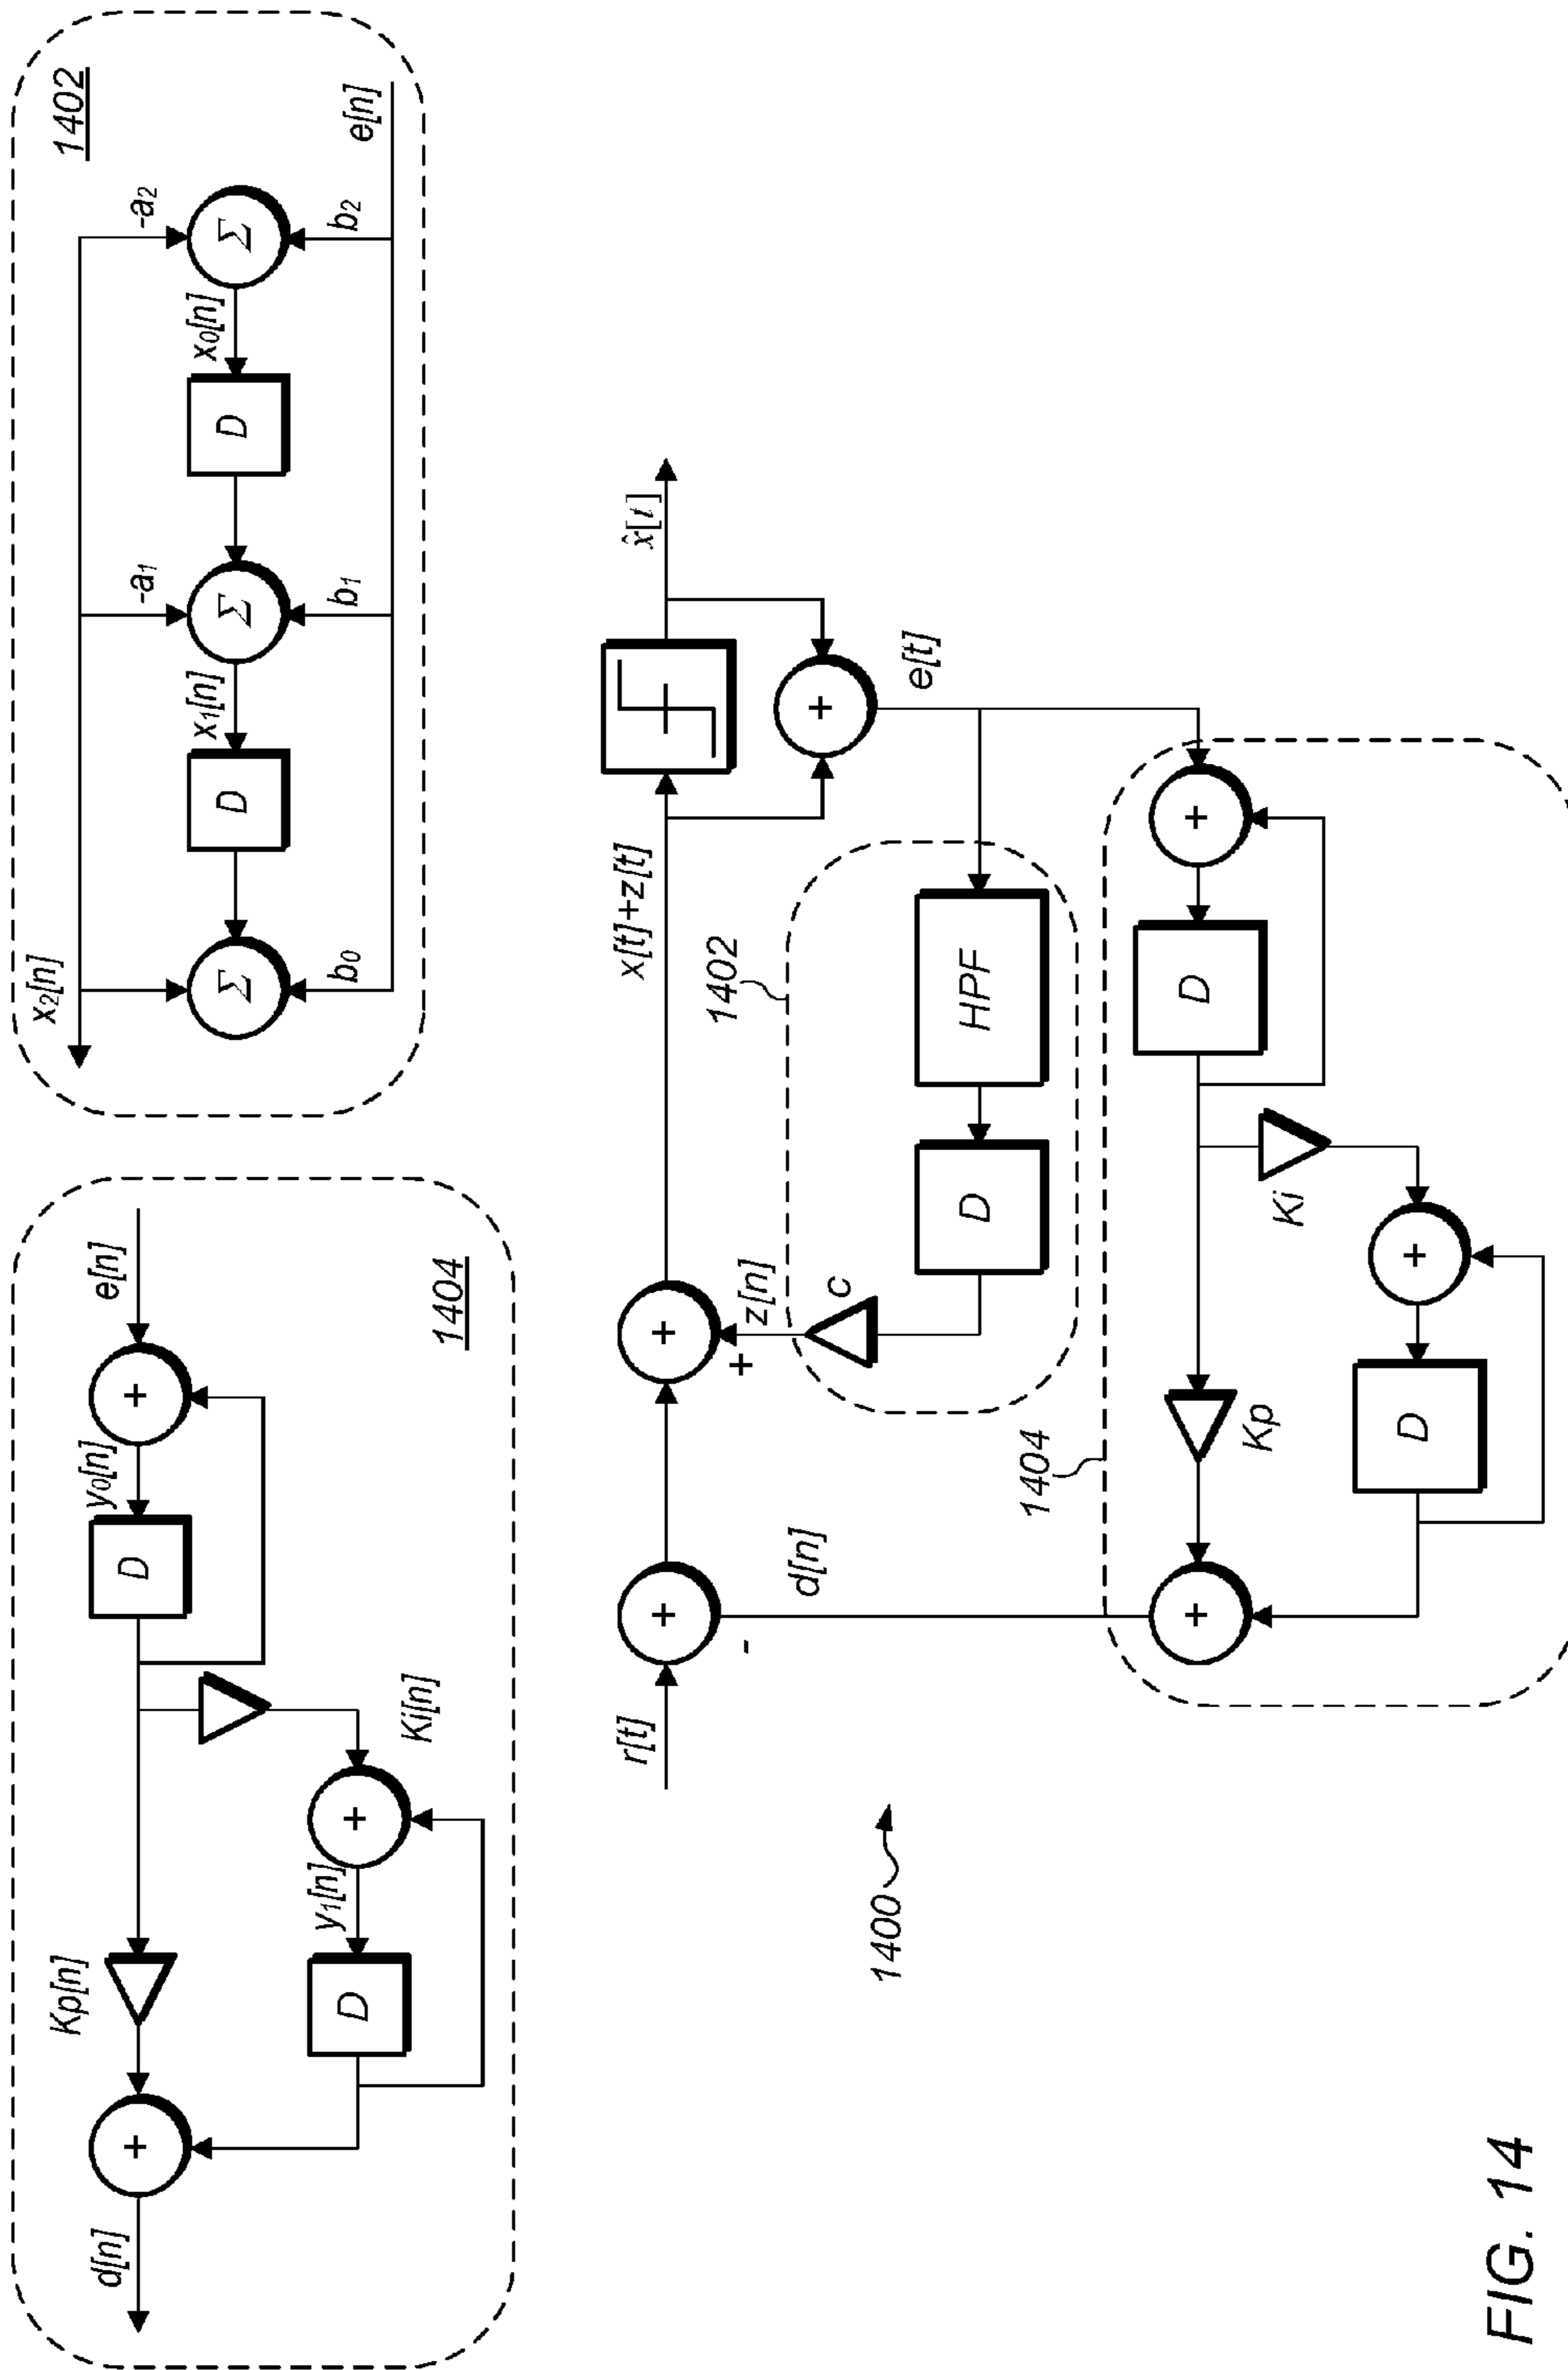 d[n]
Kp[n]
y0[n]
e[n]
+
D
+
Ki[n]
y1[n]
D
+
1404
x2[n]
x1[n]
x0[n]
-a1
-a2
Σ
D
Σ
D
Σ
b0
b1
b2
e[n]
1402
r[t]
+
-
d[n]
+
+
z[n]
c
x[t]+z[t]
x̂[t]
+
e[t]
1402
D
HPF
1404
+
Kp
D
+
Ki
D
+
1400
FIG. 14